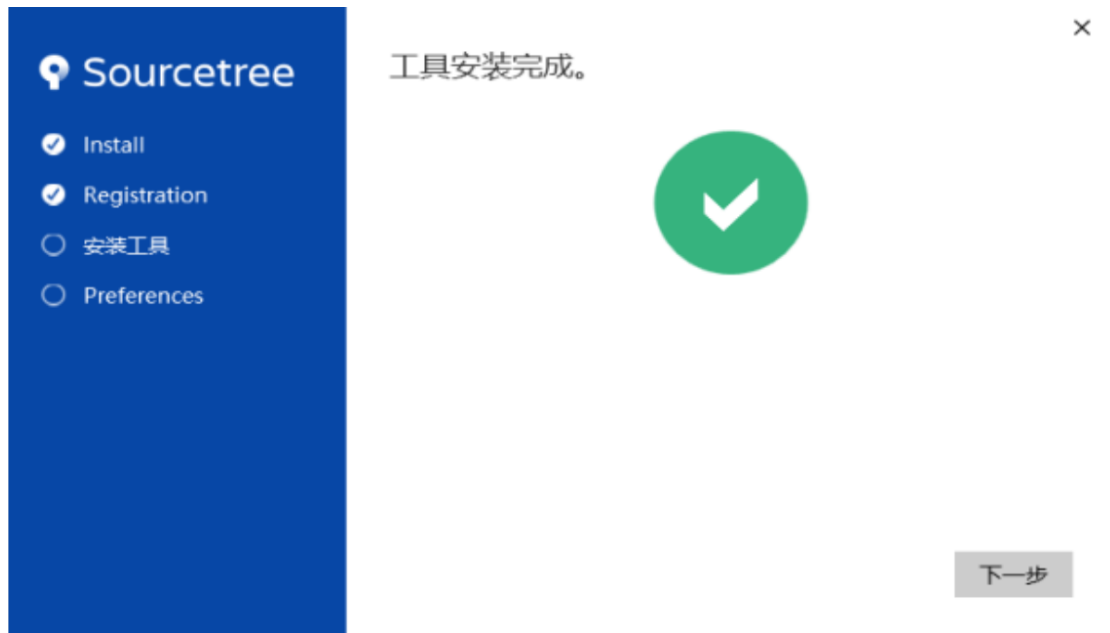 Sourcetree
Install
Registration
安装工具
Preferences
工具安装完成。
下一步